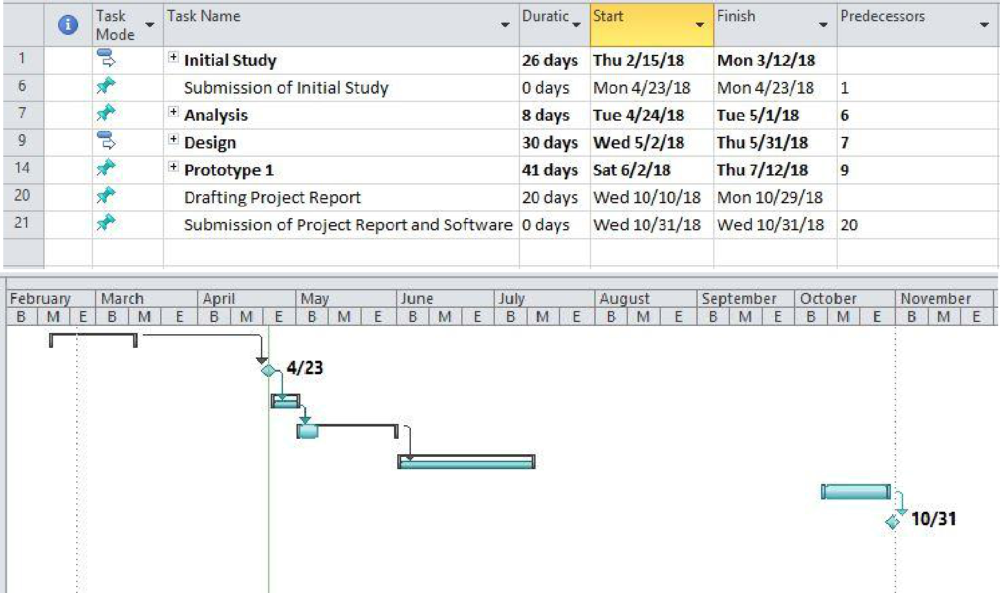 Task Mode Task Name Duratic Start Finish Predecessors
1 Initial Study 26 days Thu 2/15/18 Mon 3/12/18
6 Submission of Initial Study 0 days Mon 4/23/18 Mon 4/23/18 1
7 Analysis 8 days Tue 4/24/18 Tue 5/1/18 6
9 Design 30 days Wed 5/2/18 Thu 5/31/18 7
14 Prototype 1 41 days Sat 6/2/18 Thu 7/12/18 9
20 Drafting Project Report 20 days Wed 10/10/18 Mon 10/29/18
21 Submission of Project Report and Software 0 days Wed 10/31/18 Wed 10/31/18 20
February March April May June July August September October November
B M E B M E B M E B M E B M E B M E B M E B M E B M E B M E
4/23
10/31